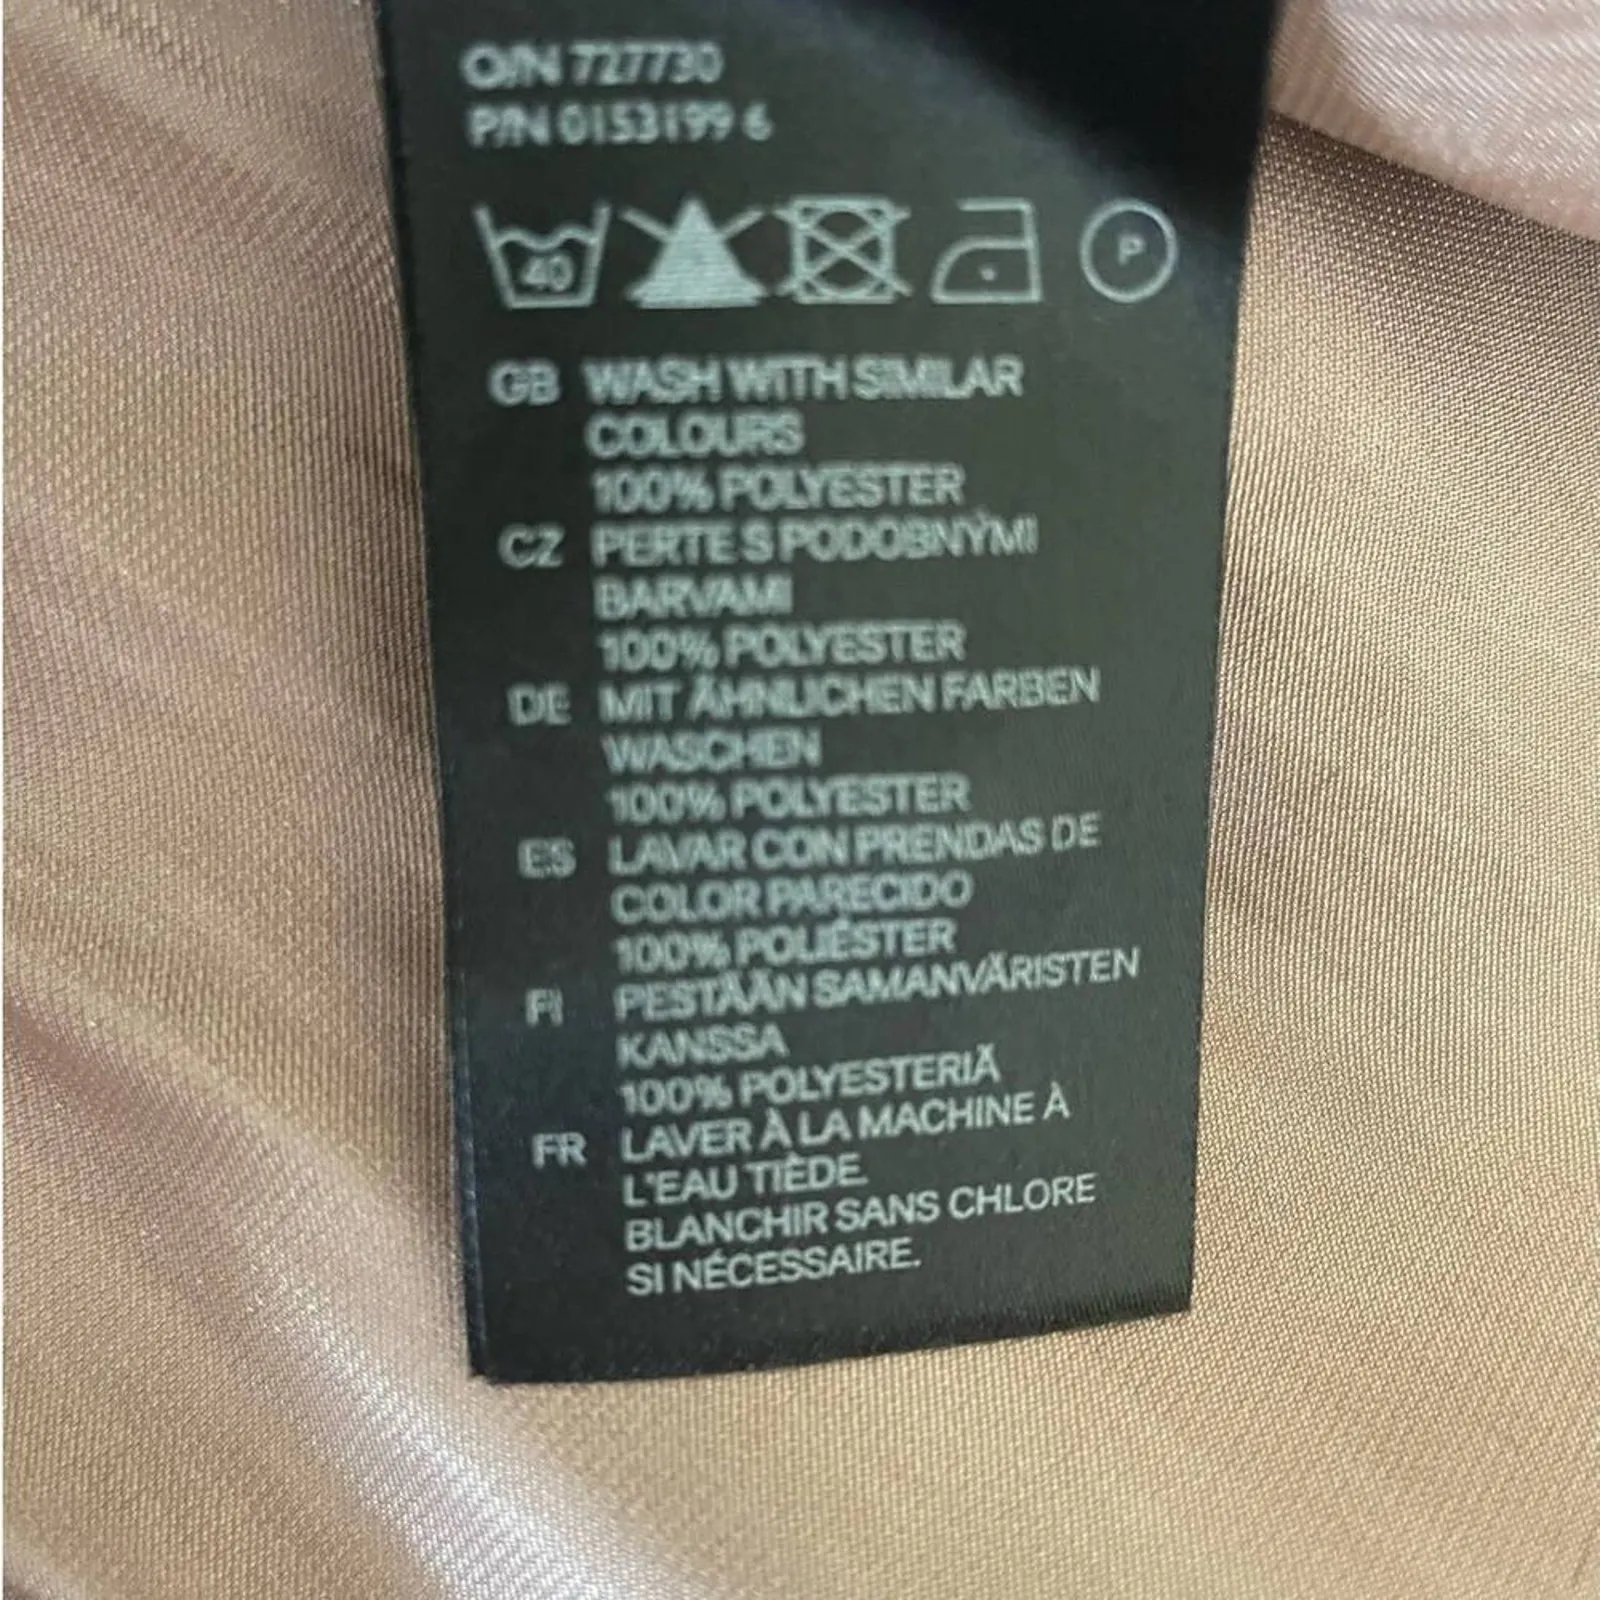 O/N 727730
P/N 0153199 6
40 P
GB WASH WITH SIMILAR
COLOURS
100% POLYESTER
CZ PERTE S PODOBNÝMI
BARVAMI
100% POLYESTER
DE MIT ÄHNLICHEN FARBEN
WASCHEN
100% POLYESTER
ES LAVAR CON PRENDAS DE
COLOR PARECIDO
100% POLIÉSTER
FI PESTÄÄN SAMANVÄRISTEN
KANSSA
100% POLYESTERIÄ
FR LAVER À LA MACHINE À
L'EAU TIÈDE.
BLANCHIR SANS CHLORE
SI NÉCESSAIRE.